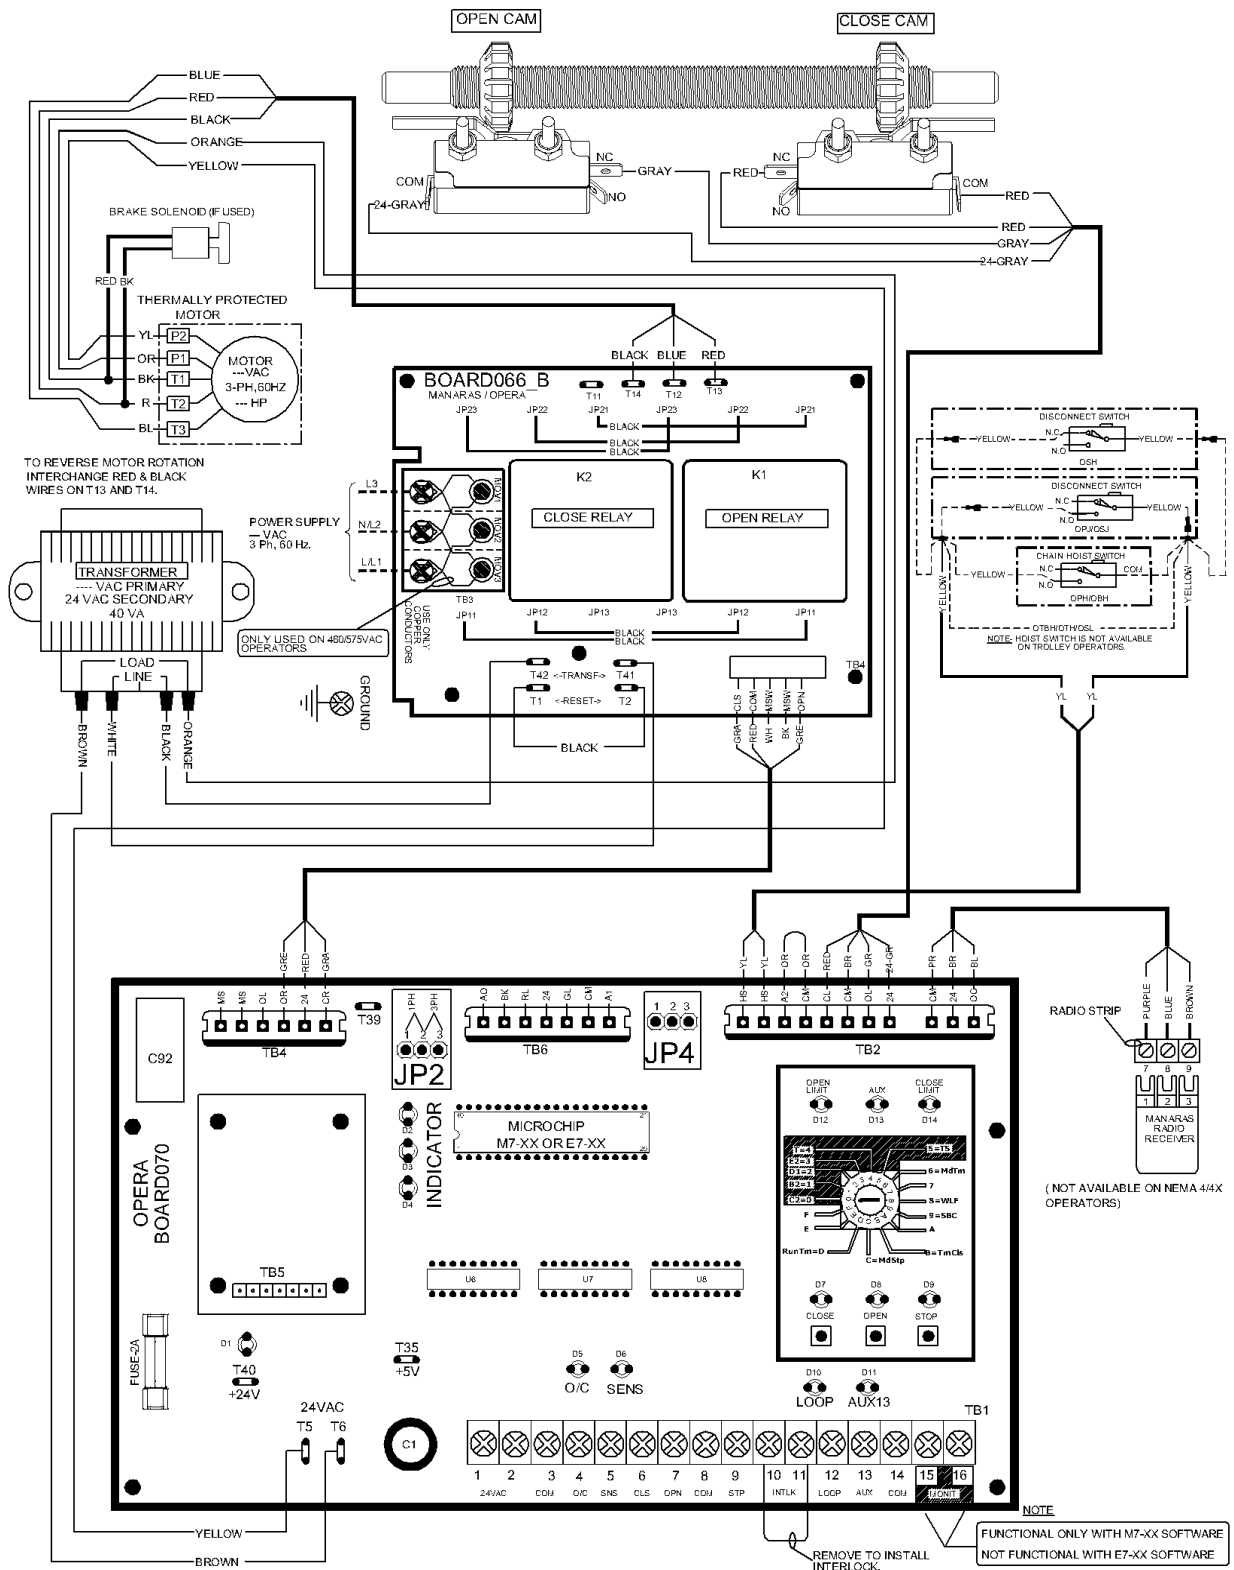 OPEN CAM
CLOSE CAM
BLUE
RED
BLACK
ORANGE
YELLOW
NC
GRAY
COM
24-GRAY
NO
NC
RED
COM
RED
NO
RED
GRAY
24-GRAY
BRAKE SOLENOID (IF USED)
RED BK
THERMALLY PROTECTED
MOTOR
YL P2
OR P1
BK T1
R T2
BL T3
MOTOR
---VAC
3-PH,60HZ
--- HP
TO REVERSE MOTOR ROTATION
INTERCHANGE RED & BLACK
WIRES ON T13 AND T14.
BLACK BLUE RED
BOARD066_B
MANARAS / OPERA
T11 T14 T12 T13
JP23 JP22 JP21 JP23 JP22 JP21
BLACK
BLACK
BLACK
L3
N/L2
L/L1
POWER SUPPLY
--- VAC
3 Ph, 60 Hz.
MOV1
MOV2
MOV3
TB3
K2
CLOSE RELAY
K1
OPEN RELAY
JP11 JP12 JP13 JP13 JP12 JP11
BLACK
BLACK
USE ONLY
COPPER
CONDUCTORS
ONLY USED ON 460/575VAC
OPERATORS
T42 <-TRANSF-> T41
T1 <-RESET-> T2
BLACK
TB4
CLS COM MSW MSW OPN
GRA RED WH BK GRE
GROUND
TRANSFORMER
---- VAC PRIMARY
24 VAC SECONDARY
40 VA
LOAD
LINE
BROWN
WHITE
BLACK
ORANGE
DISCONNECT SWITCH
YELLOW N.C YELLOW
N.O
OSH
DISCONNECT SWITCH
N.C
YELLOW YELLOW
N.O
OPJ/OSJ
CHAIN HOIST SWITCH
N.C COM
YELLOW YELLOW
N.O
OPH/OBH
YELLOW
YELLOW
OTBH/OTH/OSL
NOTE- HOIST SWITCH IS NOT AVAILABLE
ON TROLLEY OPERATORS.
YL YL
GRE RED GRA
MS MS OL OR 24 CR
TB4
T39
1PH 3PH
1 2 3
JP2
AO BK RL 24 GL CM A1
TB6
1 2 3
JP4
YL YL OR OR RED BR GR 24-GR PR BR BL
HS HS A2 CM CL CM OL 24 CM 24 OC
TB2
RADIO STRIP
PURPLE
BLUE
BROWN
7 8 9
1 2 3
MANARAS
RADIO
RECEIVER
( NOT AVAILABLE ON NEMA 4/4X
OPERATORS)
C92
OPERA
BOARD070
TB5
D2
D3
D4
INDICATOR
MICROCHIP
M7-XX OR E7-XX
U6 U7 U8
OPEN
LIMIT
AUX
CLOSE
LIMIT
D12 D13 D14
T=4
E2=3
D1=2
B2=1
C2=0
F
E
RunTm=D
C=MdStp
5=TS
6=MdTm
7
8=WLF
9=SBC
A
B=TmCls
D7 D8 D9
CLOSE OPEN STOP
FUSE-2A
D1
T40
+24V
T35
+5V
D5 D6
O/C SENS
D10 D11
LOOP AUX13
24VAC
T5 T6
C1
TB1
1 2 3 4 5 6 7 8 9 10 11 12 13 14 15 16
24VAC COM O/C SNS CLS OPN COM STP INTLK LOOP AUX COM MONIT
YELLOW
BROWN
REMOVE TO INSTALL
INTERLOCK.
NOTE
FUNCTIONAL ONLY WITH M7-XX SOFTWARE
NOT FUNCTIONAL WITH E7-XX SOFTWARE